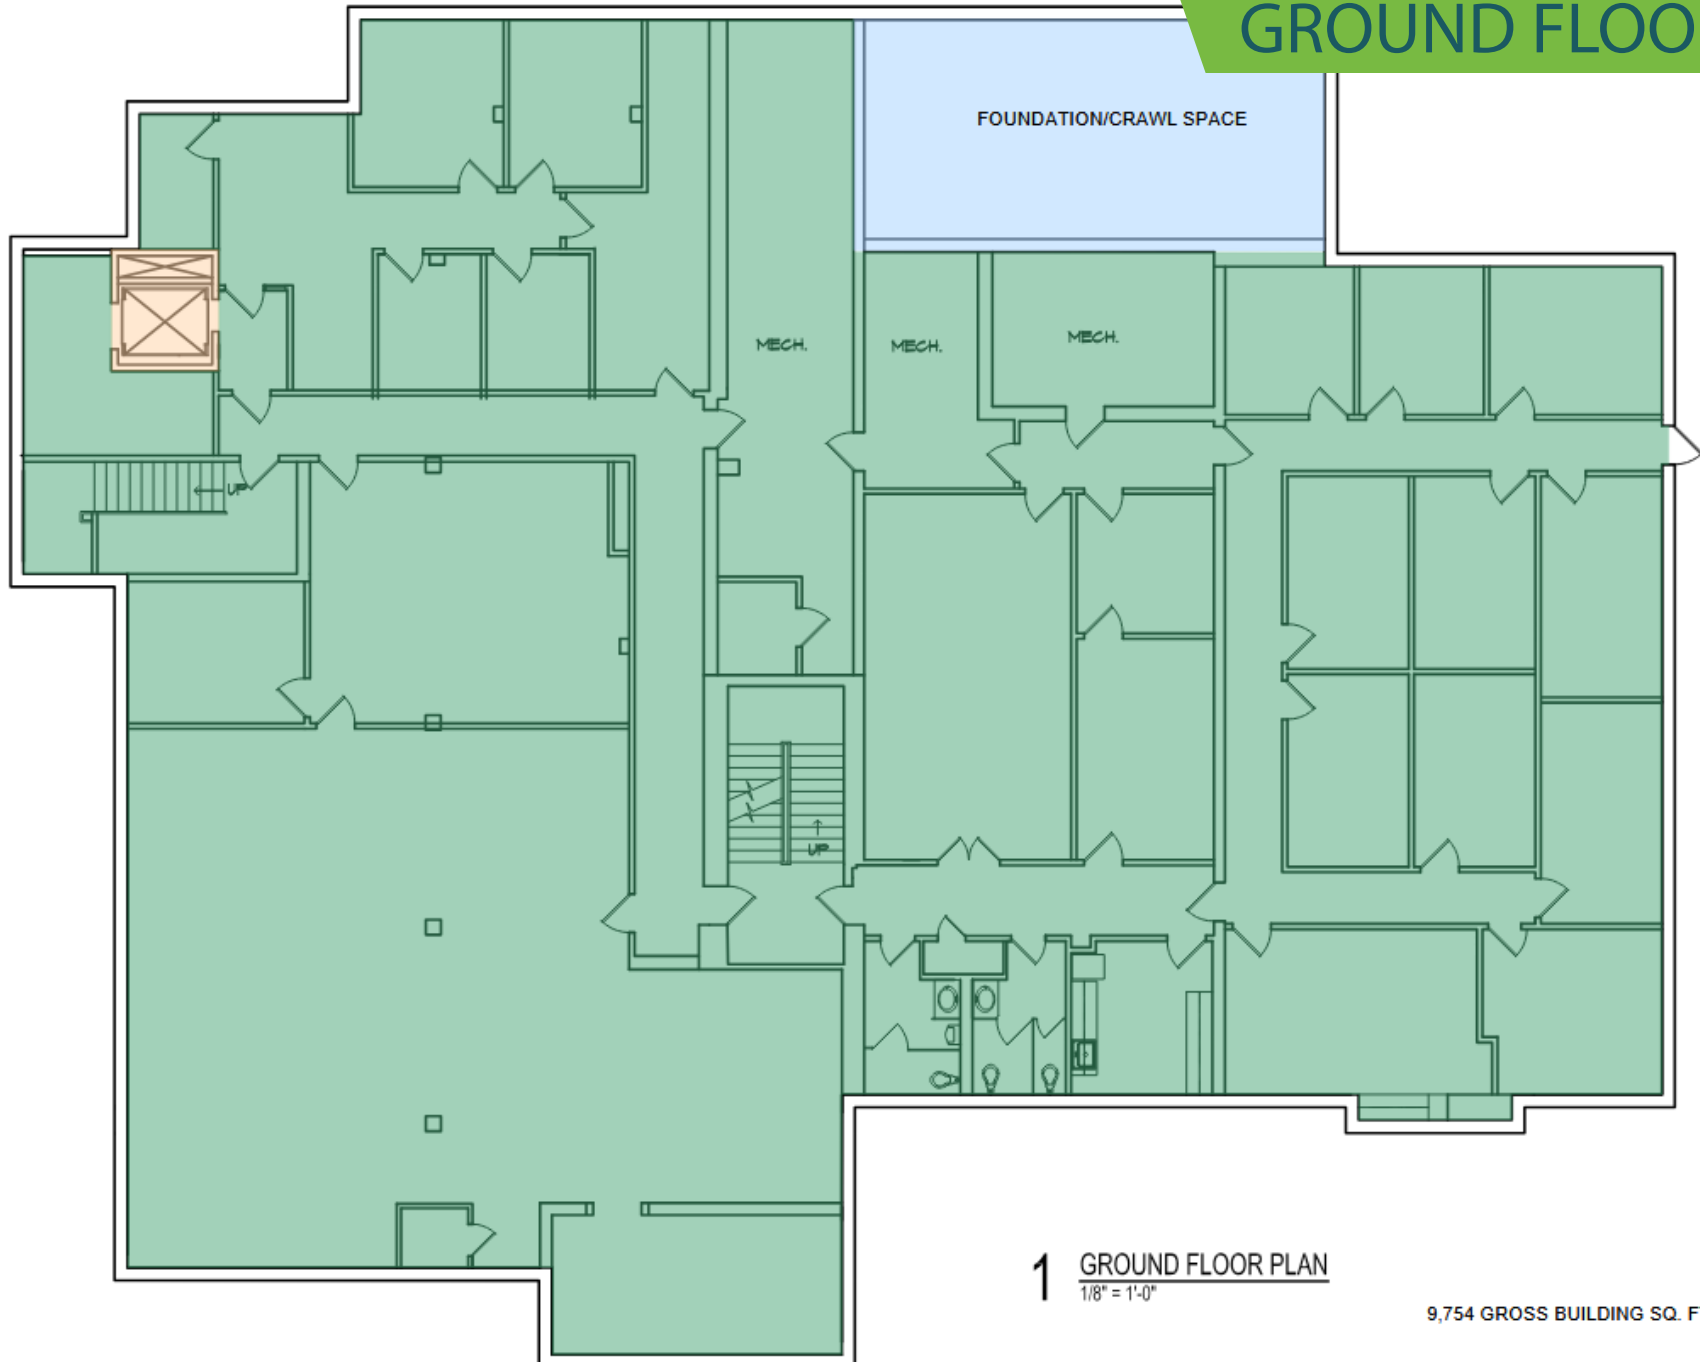 GROUND FLOO
FOUNDATION/CRAWL SPACE
MECH.
MECH.
MECH.
UP
UP
1 GROUND FLOOR PLAN
1/8" = 1'-0"
9,754 GROSS BUILDING SQ. F